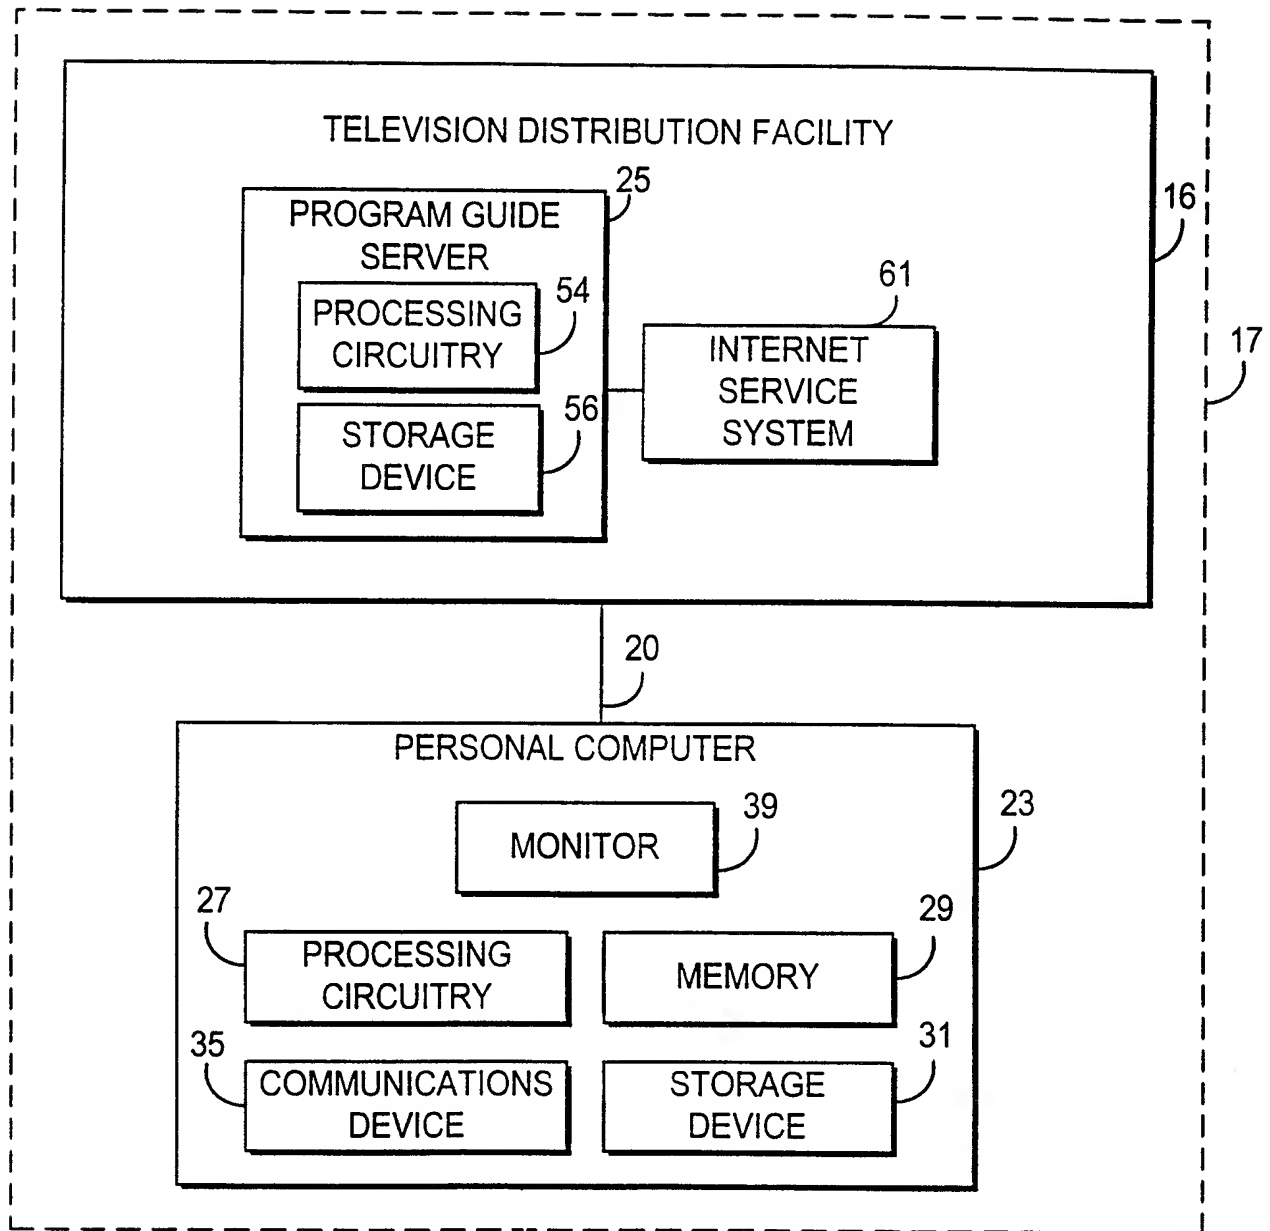 TELEVISION DISTRIBUTION FACILITY
25
PROGRAM GUIDE
SERVER
16
61
54
PROCESSING
CIRCUITRY
INTERNET
SERVICE
SYSTEM
17
56
STORAGE
DEVICE
20
PERSONAL COMPUTER
39
23
MONITOR
27
29
PROCESSING
CIRCUITRY
MEMORY
35
31
COMMUNICATIONS
DEVICE
STORAGE
DEVICE